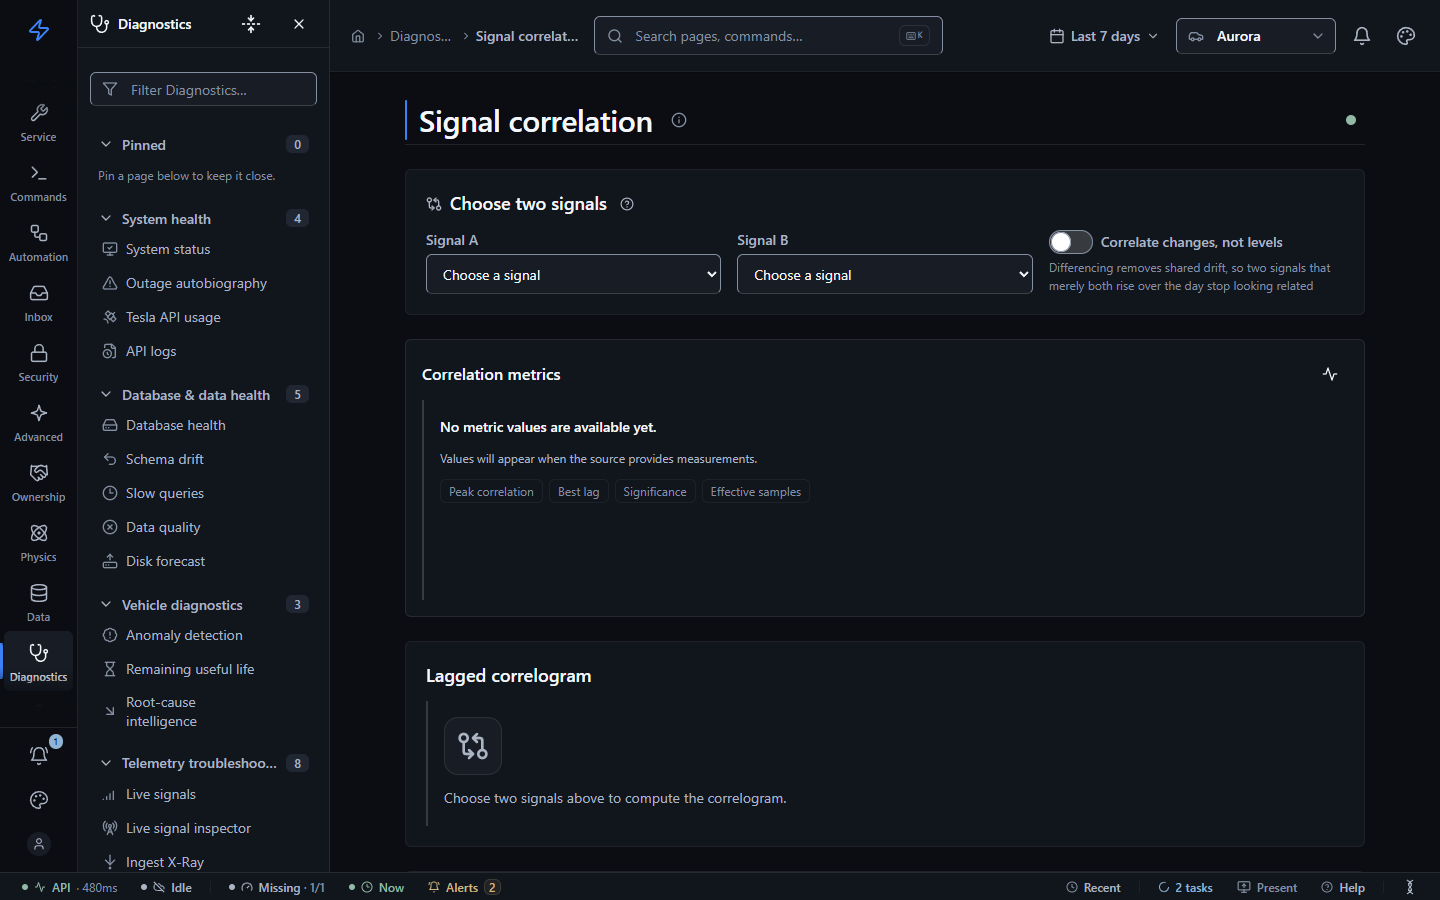 Diagnostics
Filter Diagnostics...
Pinned 0
Pin a page below to keep it close.
System health 4
System status
Outage autobiography
Tesla API usage
API logs
Database & data health 5
Database health
Schema drift
Slow queries
Data quality
Disk forecast
Vehicle diagnostics 3
Anomaly detection
Remaining useful life
Root-cause
intelligence
Telemetry troubleshoo... 8
Live signals
Live signal inspector
Ingest X-Ray
Service
Commands
Automation
Inbox
Security
Advanced
Ownership
Physics
Data
Diagnostics
1
Diagnos... Signal correlat...
Search pages, commands... K
Last 7 days
Aurora
Signal correlation
Choose two signals
Signal A
Choose a signal
Signal B
Choose a signal
Correlate changes, not levels
Differencing removes shared drift, so two signals that
merely both rise over the day stop looking related
Correlation metrics
No metric values are available yet.
Values will appear when the source provides measurements.
Peak correlation Best lag Significance Effective samples
Lagged correlogram
Choose two signals above to compute the correlogram.
API · 480ms Idle Missing · 1/1 Now Alerts 2 Recent 2 tasks Present Help